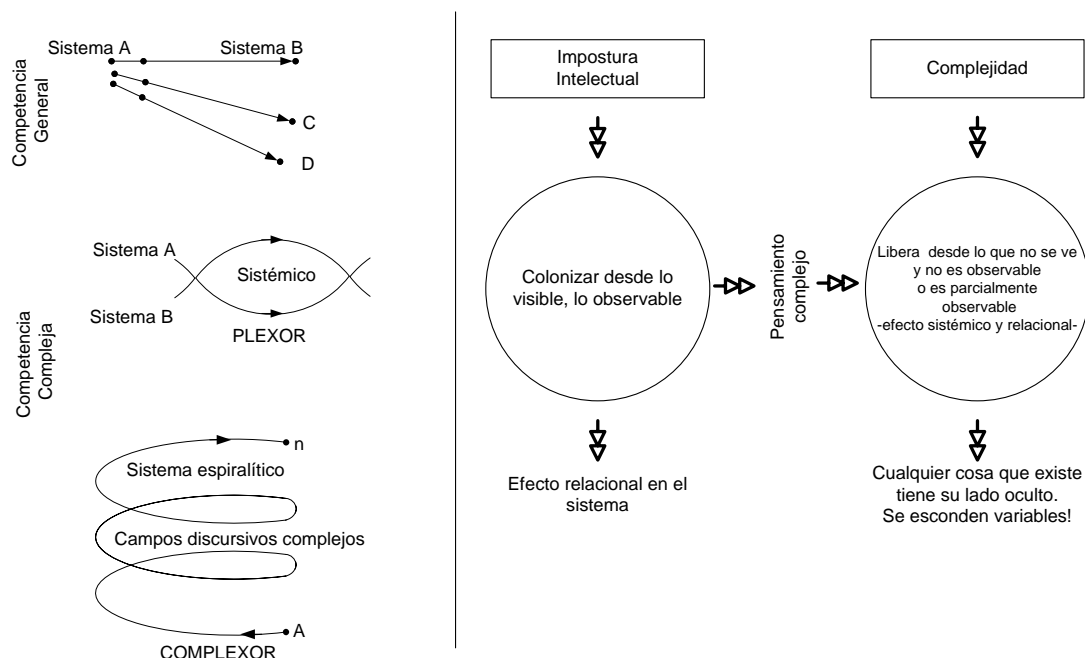 Competencia
General
Sistema A
Sistema B
C
D
Competencia
Compleja
Sistema A
Sistémico
Sistema B
PLEXOR
n
Sistema espiralítico
Campos discursivos complejos
A
COMPLEXOR
Impostura
Intelectual
Colonizar desde lo
visible, lo observable
Efecto relacional en el
sistema
Pensamiento
complejo
Complejidad
Libera desde lo que no se ve
y no es observable
o es parcialmente
observable
-efecto sistémico y relacional-
Cualquier cosa que existe
tiene su lado oculto.
Se esconden variables!